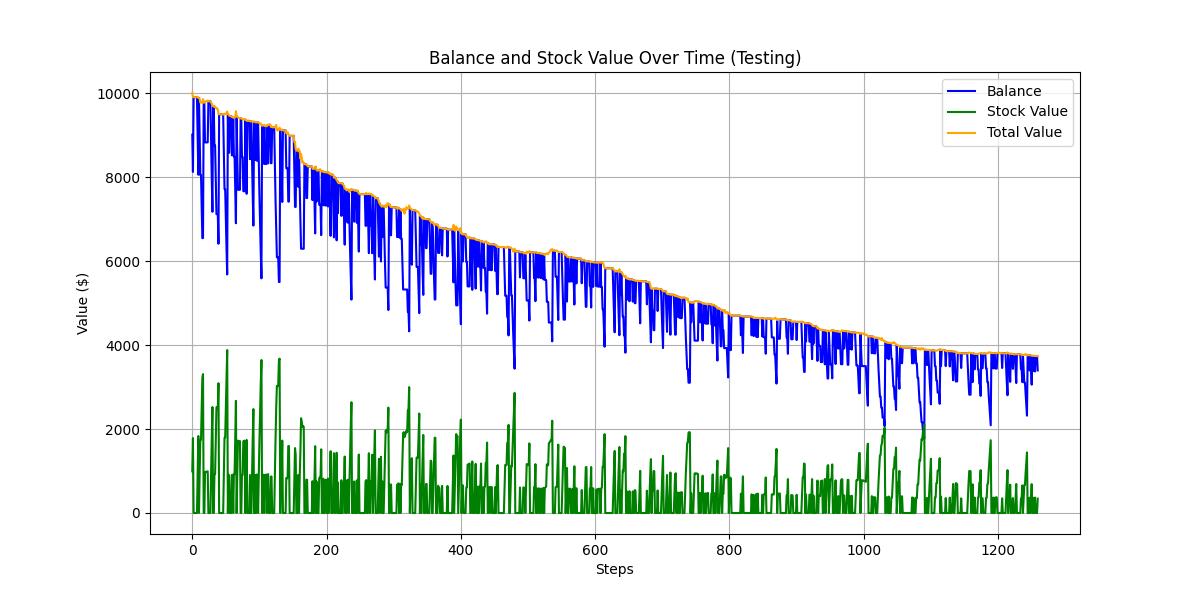 Balance and Stock Value Over Time (Testing)
Balance
Stock Value
Total Value
Value ($)
10000
8000
6000
4000
2000
0
0 200 400 600 800 1000 1200
Steps